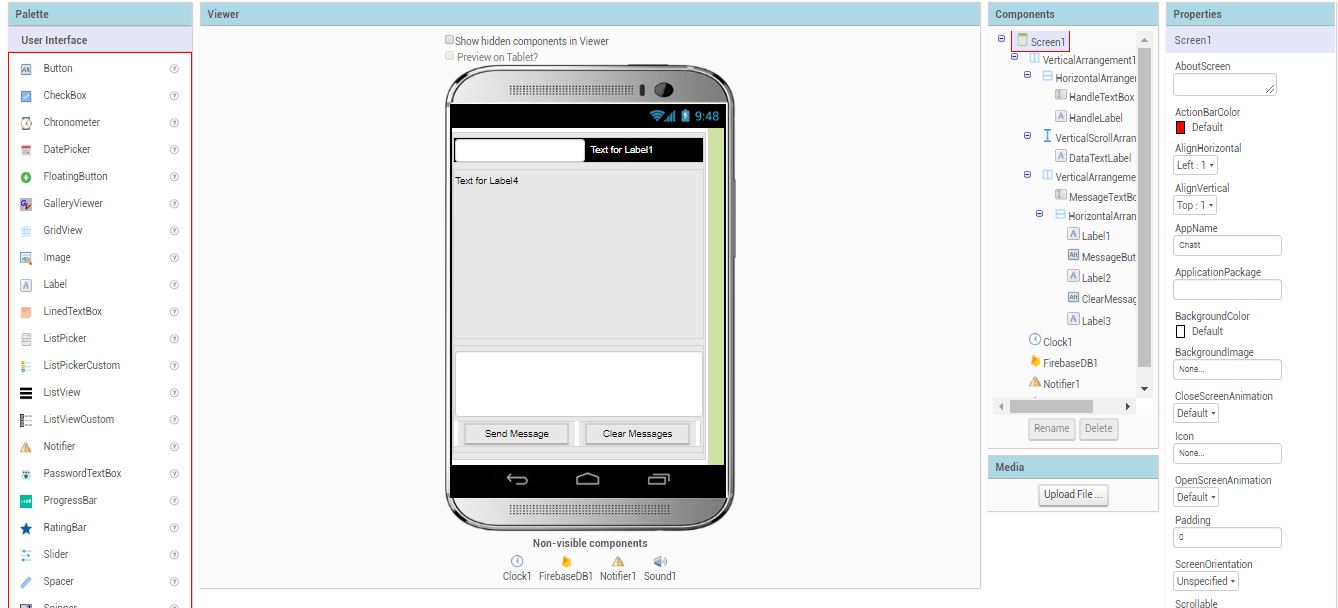 Palette
User Interface
Button
CheckBox
Chronometer
DatePicker
FloatingButton
GalleryViewer
GridView
Image
Label
LinedTextBox
ListPicker
ListPickerCustom
ListView
ListViewCustom
Notifier
PasswordTextBox
ProgressBar
RatingBar
Slider
Spacer
Spinner
Viewer
Show hidden components in Viewer
Preview on Tablet?
9:48
Text for Label1
Text for Label4
Send Message
Clear Messages
Non-visible components
Clock1
FirebaseDB1
Notifier1
Sound1
Components
Screen1
VerticalArrangement1
HorizontalArranger
HandleTextBox
HandleLabel
VerticalScrollArran
DataTextLabel
VerticalArrangeme
MessageTextBo
HorizontalArran
Label1
MessageBut
Label2
ClearMessag
Label3
Clock1
FirebaseDB1
Notifier1
Rename
Delete
Media
Upload File ...
Properties
Screen1
AboutScreen
ActionBarColor
Default
AlignHorizontal
Left : 1
AlignVertical
Top : 1
AppName
ChatIt
ApplicationPackage
BackgroundColor
Default
BackgroundImage
None...
CloseScreenAnimation
Default
Icon
None...
OpenScreenAnimation
Default
Padding
0
ScreenOrientation
Unspecified
Scrollable